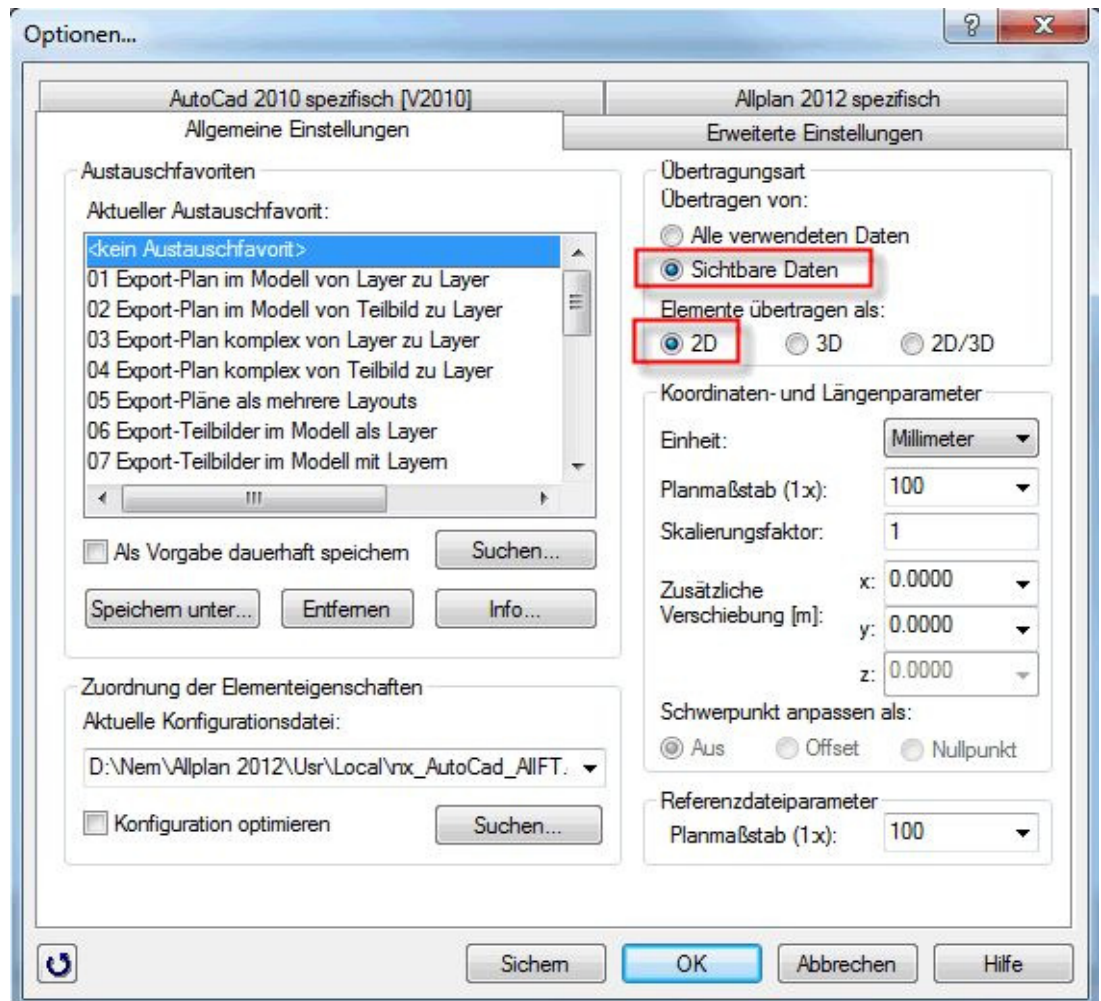 Optionen...
AutoCad 2010 spezifisch [V2010]
Allplan 2012 spezifisch
Allgemeine Einstellungen
Erweiterte Einstellungen
Austauschfavoriten
Aktueller Austauschfavorit:
<kein Austauschfavorit>
01 Export-Plan im Modell von Layer zu Layer
02 Export-Plan im Modell von Teilbild zu Layer
03 Export-Plan komplex von Layer zu Layer
04 Export-Plan komplex von Teilbild zu Layer
05 Export-Pläne als mehrere Layouts
06 Export-Teilbilder im Modell als Layer
07 Export-Teilbilder im Modell mit Layern
Als Vorgabe dauerhaft speichern
Suchen...
Speichern unter...
Entfernen
Info...
Zuordnung der Elementeigenschaften
Aktuelle Konfigurationsdatei:
D:\Nem\Allplan 2012\Usr\Local\nx_AutoCad_AllFT.
Konfiguration optimieren
Suchen...
Übertragungsart
Übertragen von:
Alle verwendeten Daten
Sichtbare Daten
Elemente übertragen als:
2D 3D 2D/3D
Koordinaten- und Längenparameter
Einheit: Millimeter
Planmaßstab (1:x): 100
Skalierungsfaktor: 1
Zusätzliche
Verschiebung [m]:
x: 0.0000
y: 0.0000
z: 0.0000
Schwerpunkt anpassen als:
Aus Offset Nullpunkt
Referenzdateiparameter
Planmaßstab (1:x): 100
Sichern
OK
Abbrechen
Hilfe